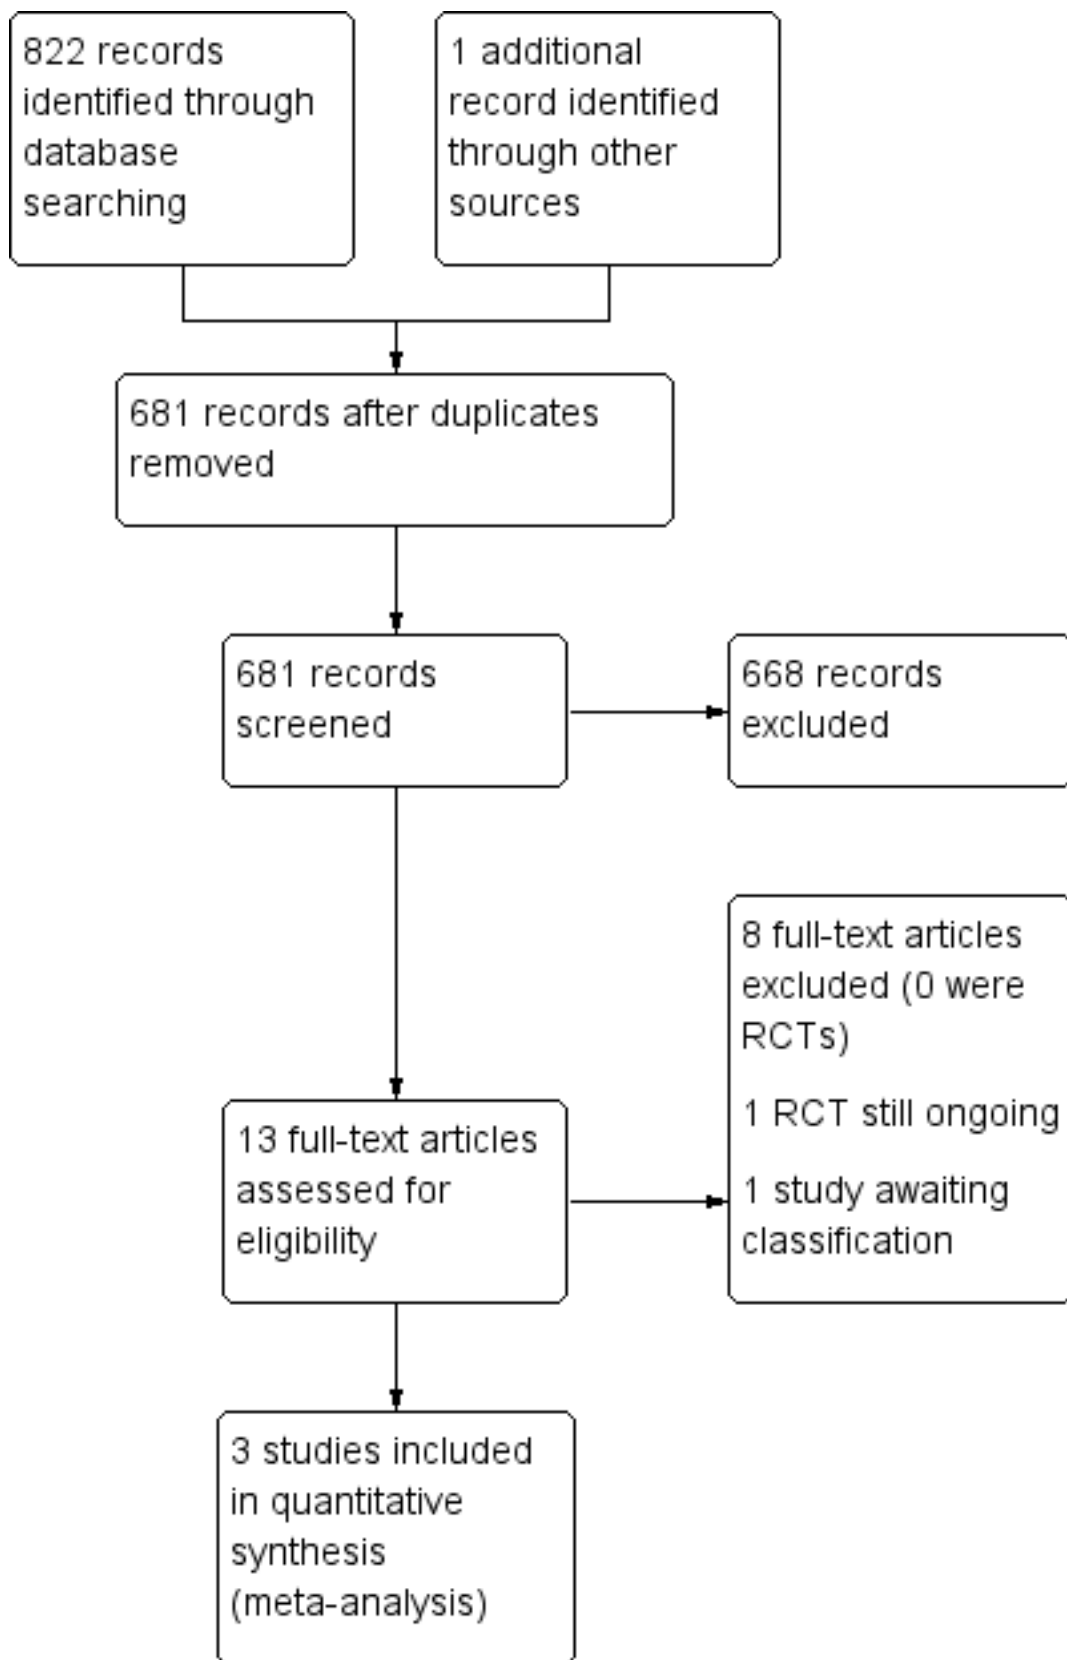 822 records
identified through
database
searching
1 additional
record identified
through other
sources
681 records after duplicates
removed
681 records
screened
668 records
excluded
13 full-text articles
assessed for
eligibility
8 full-text articles
excluded (0 were
RCTs)
1 RCT still ongoing
1 study awaiting
classification
3 studies included
in quantitative
synthesis
(meta-analysis)